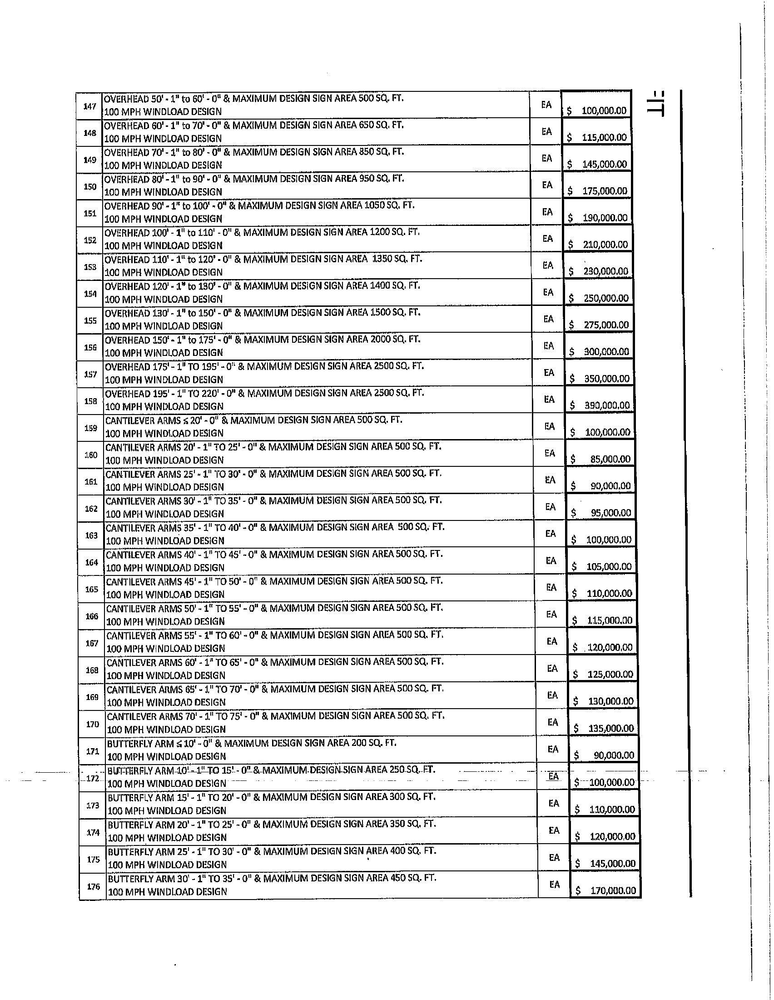 147 OVERHEAD 50' - 1" to 60' - 0" & MAXIMUM DESIGN SIGN AREA 500 SQ. FT.
100 MPH WINDLOAD DESIGN EA $ 100,000.00
148 OVERHEAD 60' - 1" to 70' - 0" & MAXIMUM DESIGN SIGN AREA 650 SQ. FT.
100 MPH WINDLOAD DESIGN EA $ 115,000.00
149 OVERHEAD 70' - 1" to 80' - 0" & MAXIMUM DESIGN SIGN AREA 850 SQ. FT.
100 MPH WINDLOAD DESIGN EA $ 145,000.00
150 OVERHEAD 80' - 1" to 90' - 0" & MAXIMUM DESIGN SIGN AREA 950 SQ. FT.
100 MPH WINDLOAD DESIGN EA $ 175,000.00
151 OVERHEAD 90' - 1" to 100' - 0" & MAXIMUM DESIGN SIGN AREA 1050 SQ. FT.
100 MPH WINDLOAD DESIGN EA $ 190,000.00
152 OVERHEAD 100' - 1" to 110' - 0" & MAXIMUM DESIGN SIGN AREA 1200 SQ. FT.
100 MPH WINDLOAD DESIGN EA $ 210,000.00
153 OVERHEAD 110' - 1" to 120' - 0" & MAXIMUM DESIGN SIGN AREA 1350 SQ. FT.
100 MPH WINDLOAD DESIGN EA $ 230,000.00
154 OVERHEAD 120' - 1" to 130' - 0" & MAXIMUM DESIGN SIGN AREA 1400 SQ. FT.
100 MPH WINDLOAD DESIGN EA $ 250,000.00
155 OVERHEAD 130' - 1" to 150' - 0" & MAXIMUM DESIGN SIGN AREA 1500 SQ. FT.
100 MPH WINDLOAD DESIGN EA $ 275,000.00
156 OVERHEAD 150' - 1" to 175' - 0" & MAXIMUM DESIGN SIGN AREA 2000 SQ. FT.
100 MPH WINDLOAD DESIGN EA $ 300,000.00
157 OVERHEAD 175' - 1" TO 195' - 0" & MAXIMUM DESIGN SIGN AREA 2500 SQ. FT.
100 MPH WINDLOAD DESIGN EA $ 350,000.00
158 OVERHEAD 195' - 1" TO 220' - 0" & MAXIMUM DESIGN SIGN AREA 2500 SQ. FT.
100 MPH WINDLOAD DESIGN EA $ 390,000.00
159 CANTILEVER ARMS ≤ 20' - 0" & MAXIMUM DESIGN SIGN AREA 500 SQ. FT.
100 MPH WINDLOAD DESIGN EA $ 100,000.00
160 CANTILEVER ARMS 20' - 1" TO 25' - 0" & MAXIMUM DESIGN SIGN AREA 500 SQ. FT.
100 MPH WINDLOAD DESIGN EA $ 85,000.00
161 CANTILEVER ARMS 25' - 1" TO 30' - 0" & MAXIMUM DESIGN SIGN AREA 500 SQ. FT.
100 MPH WINDLOAD DESIGN EA $ 90,000.00
162 CANTILEVER ARMS 30' - 1" TO 35' - 0" & MAXIMUM DESIGN SIGN AREA 500 SQ. FT.
100 MPH WINDLOAD DESIGN EA $ 95,000.00
163 CANTILEVER ARMS 35' - 1" TO 40' - 0" & MAXIMUM DESIGN SIGN AREA 500 SQ. FT.
100 MPH WINDLOAD DESIGN EA $ 100,000.00
164 CANTILEVER ARMS 40' - 1" TO 45' - 0" & MAXIMUM DESIGN SIGN AREA 500 SQ. FT.
100 MPH WINDLOAD DESIGN EA $ 105,000.00
165 CANTILEVER ARMS 45' - 1" TO 50' - 0" & MAXIMUM DESIGN SIGN AREA 500 SQ. FT.
100 MPH WINDLOAD DESIGN EA $ 110,000.00
166 CANTILEVER ARMS 50' - 1" TO 55' - 0" & MAXIMUM DESIGN SIGN AREA 500 SQ. FT.
100 MPH WINDLOAD DESIGN EA $ 115,000.00
167 CANTILEVER ARMS 55' - 1" TO 60' - 0" & MAXIMUM DESIGN SIGN AREA 500 SQ. FT.
100 MPH WINDLOAD DESIGN EA $ 120,000.00
168 CANTILEVER ARMS 60' - 1" TO 65' - 0" & MAXIMUM DESIGN SIGN AREA 500 SQ. FT.
100 MPH WINDLOAD DESIGN EA $ 125,000.00
169 CANTILEVER ARMS 65' - 1" TO 70' - 0" & MAXIMUM DESIGN SIGN AREA 500 SQ. FT.
100 MPH WINDLOAD DESIGN EA $ 130,000.00
170 CANTILEVER ARMS 70' - 1" TO 75' - 0" & MAXIMUM DESIGN SIGN AREA 500 SQ. FT.
100 MPH WINDLOAD DESIGN EA $ 135,000.00
171 BUTTERFLY ARM ≤ 10' - 0" & MAXIMUM DESIGN SIGN AREA 200 SQ. FT.
100 MPH WINDLOAD DESIGN EA $ 90,000.00
172 BUTTERFLY ARM 10' - 1" TO 15' - 0" & MAXIMUM DESIGN SIGN AREA 250 SQ. FT.
100 MPH WINDLOAD DESIGN EA $ 100,000.00
173 BUTTERFLY ARM 15' - 1" TO 20' - 0" & MAXIMUM DESIGN SIGN AREA 300 SQ. FT.
100 MPH WINDLOAD DESIGN EA $ 110,000.00
174 BUTTERFLY ARM 20' - 1" TO 25' - 0" & MAXIMUM DESIGN SIGN AREA 350 SQ. FT.
100 MPH WINDLOAD DESIGN EA $ 120,000.00
175 BUTTERFLY ARM 25' - 1" TO 30' - 0" & MAXIMUM DESIGN SIGN AREA 400 SQ. FT.
100 MPH WINDLOAD DESIGN EA $ 145,000.00
176 BUTTERFLY ARM 30' - 1" TO 35' - 0" & MAXIMUM DESIGN SIGN AREA 450 SQ. FT.
100 MPH WINDLOAD DESIGN EA $ 170,000.00